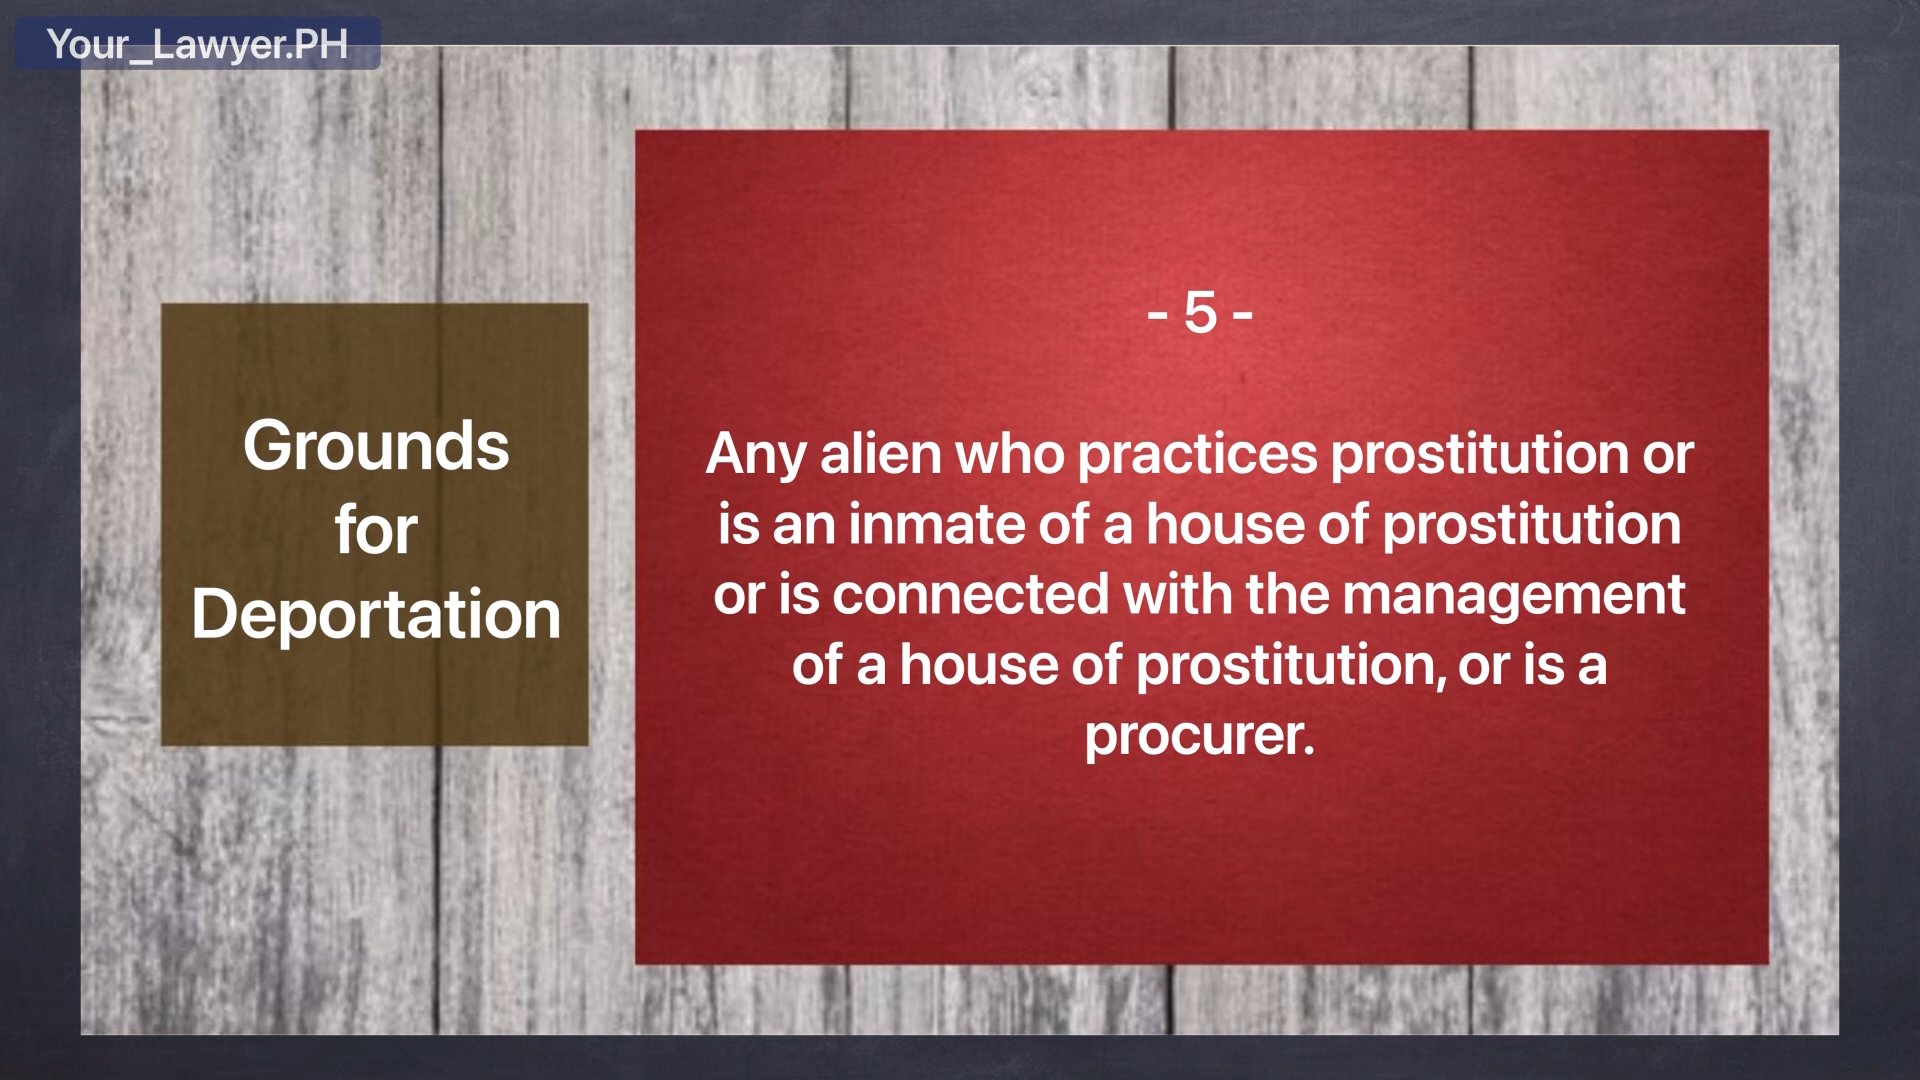 Your_Lawyer.PH
Grounds
for
Deportation
- 5 -
Any alien who practices prostitution or
is an inmate of a house of prostitution
or is connected with the management
of a house of prostitution, or is a
procurer.